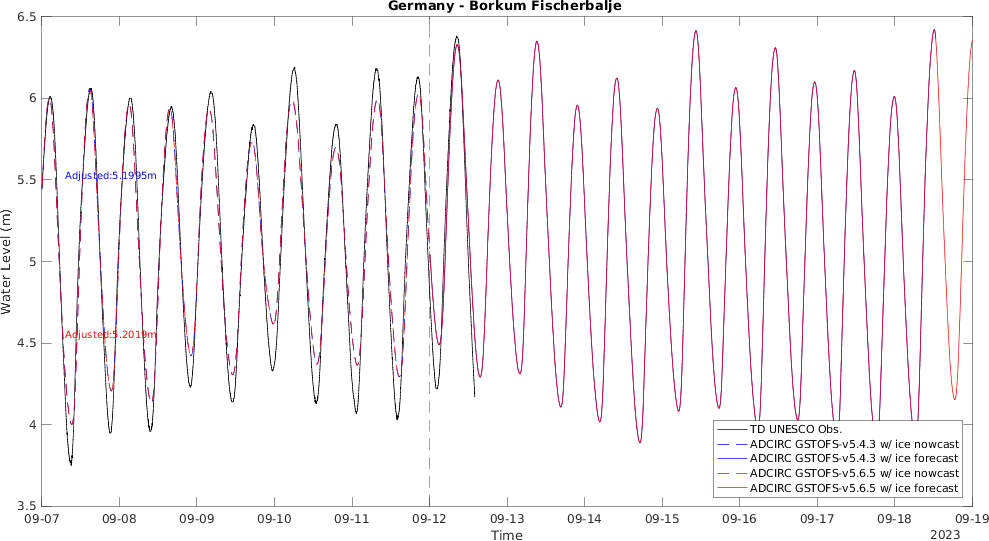 Germany - Borkum Fischerbalje
Water Level (m)
6.5
6
5.5
5
4.5
4
3.5
Adjusted:5.1995m
Adjusted:5.2019m
TD UNESCO Obs.
ADCIRC GSTOFS-v5.4.3 w/ ice nowcast
ADCIRC GSTOFS-v5.4.3 w/ ice forecast
ADCIRC GSTOFS-v5.6.5 w/ ice nowcast
ADCIRC GSTOFS-v5.6.5 w/ ice forecast
09-07 09-08 09-09 09-10 09-11 09-12 09-13 09-14 09-15 09-16 09-17 09-18 09-19
Time
2023